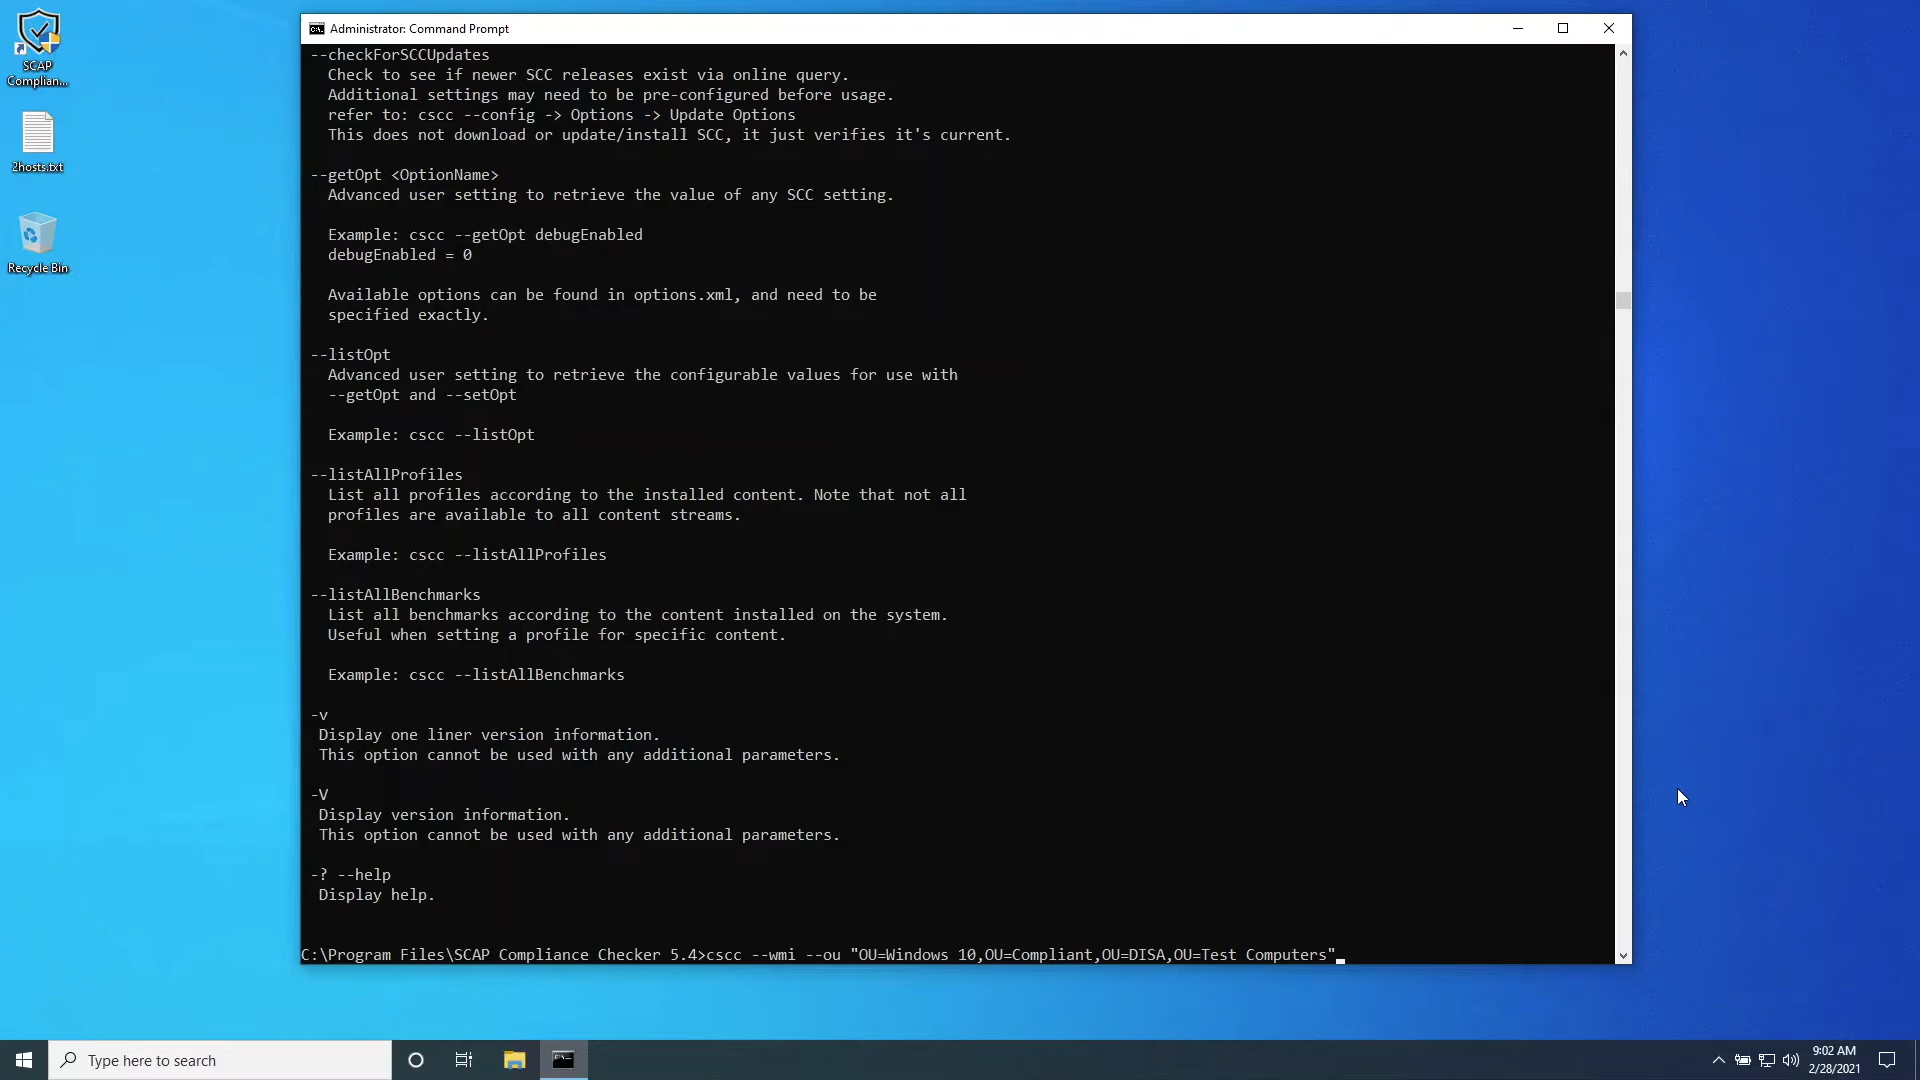 SCAP
Complian...
2hosts.txt
Recycle Bin
Administrator: Command Prompt
--checkForSCCUpdates
Check to see if newer SCC releases exist via online query.
Additional settings may need to be pre-configured before usage.
refer to: cscc --config -> Options -> Update Options
This does not download or update/install SCC, it just verifies it's current.
--getOpt <OptionName>
Advanced user setting to retrieve the value of any SCC setting.
Example: cscc --getOpt debugEnabled
debugEnabled = 0
Available options can be found in options.xml, and need to be
specified exactly.
--listOpt
Advanced user setting to retrieve the configurable values for use with
--getOpt and --setOpt
Example: cscc --listOpt
--listAllProfiles
List all profiles according to the installed content. Note that not all
profiles are available to all content streams.
Example: cscc --listAllProfiles
--listAllBenchmarks
List all benchmarks according to the content installed on the system.
Useful when setting a profile for specific content.
Example: cscc --listAllBenchmarks
-v
Display one liner version information.
This option cannot be used with any additional parameters.
-V
Display version information.
This option cannot be used with any additional parameters.
-? --help
Display help.
C:\Program Files\SCAP Compliance Checker 5.4>cscc --wmi --ou "OU=Windows 10,OU=Compliant,OU=DISA,OU=Test Computers"
Type here to search
9:02 AM
2/28/2021